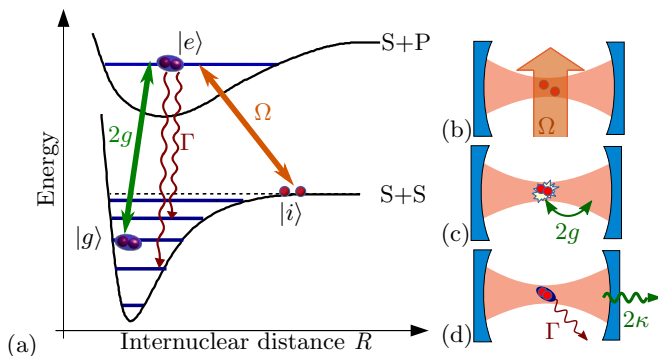 |e⟩
S+P
2g
Γ
Ω
Energy
S+S
|i⟩
|g⟩
(a)
Internuclear distance R
(b)
Ω
(c)
2g
(d)
Γ
2κ